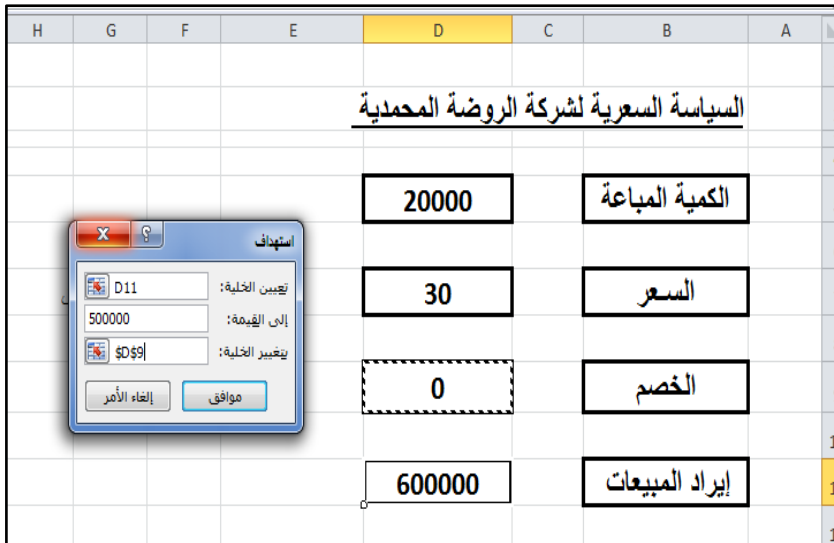 A B C D E F G H
السياسة السعرية لشركة الروضة المحمدية
الكمية المباعة 20000
السعر 30
الخصم 0
إيراد المبيعات 600000
استهداف
تعيين الخلية: D11
إلى القيمة: 500000
بتغيير الخلية: $D$9
موافق إلغاء الأمر